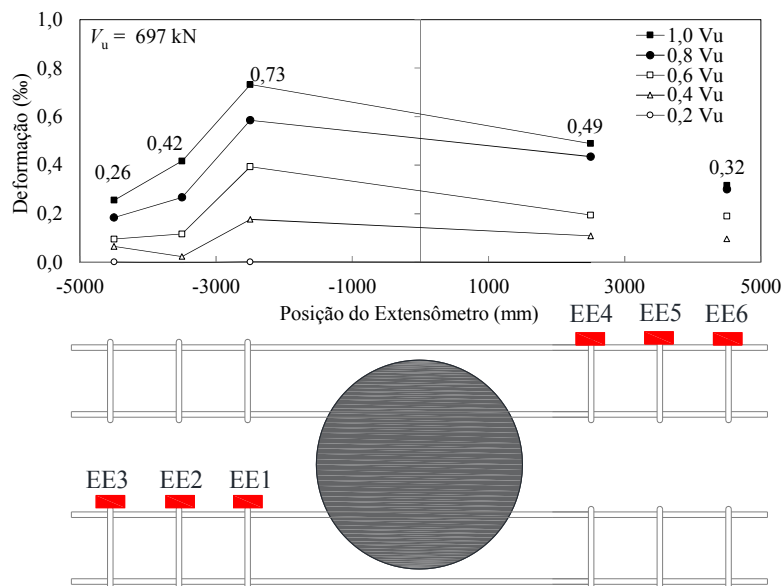 1,0
0,8
0,6
0,4
0,2
0,0
Deformação (‰)
Vu = 697 kN
1,0 Vu
0,8 Vu
0,6 Vu
0,4 Vu
0,2 Vu
0,26
0,42
0,73
0,49
0,32
-5000 -3000 -1000 1000 3000 5000
Posição do Extensômetro (mm)
EE4 EE5 EE6
EE3 EE2 EE1